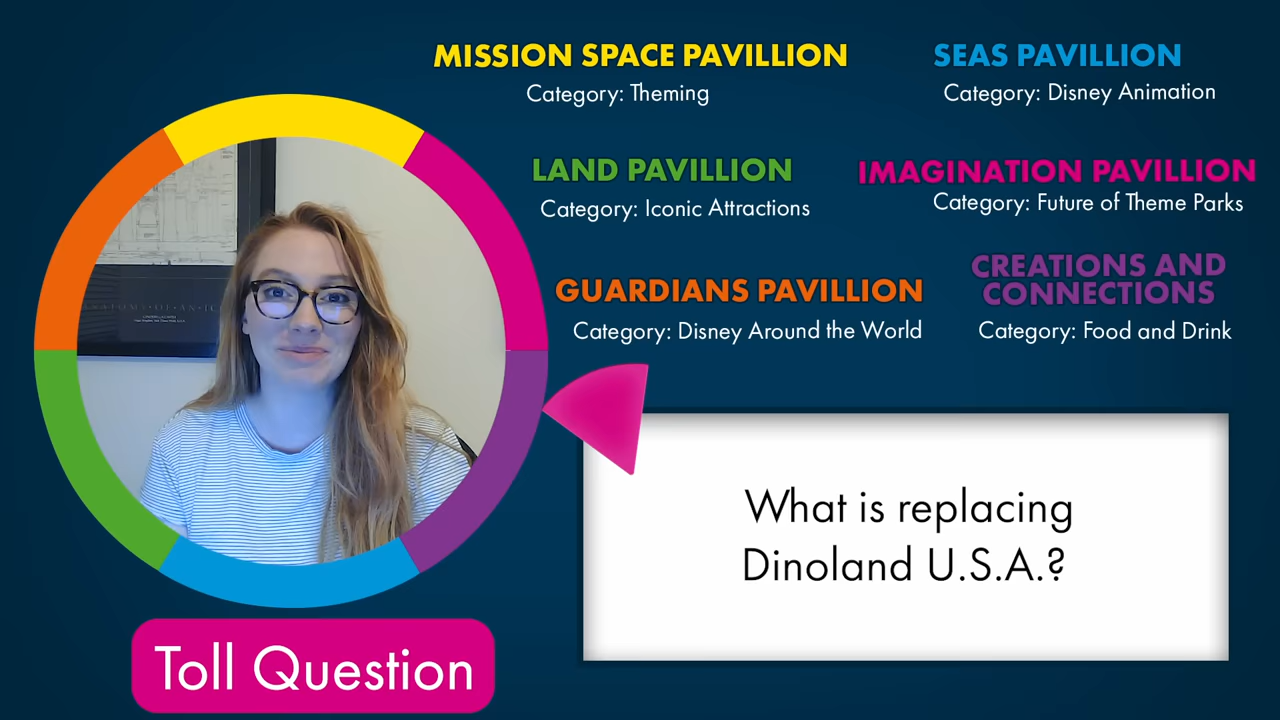 MISSION SPACE PAVILLION
Category: Theming
SEAS PAVILLION
Category: Disney Animation
LAND PAVILLION
Category: Iconic Attractions
IMAGINATION PAVILLION
Category: Future of Theme Parks
GUARDIANS PAVILLION
Category: Disney Around the World
CREATIONS AND
CONNECTIONS
Category: Food and Drink
What is replacing
Dinoland U.S.A.?
Toll Question